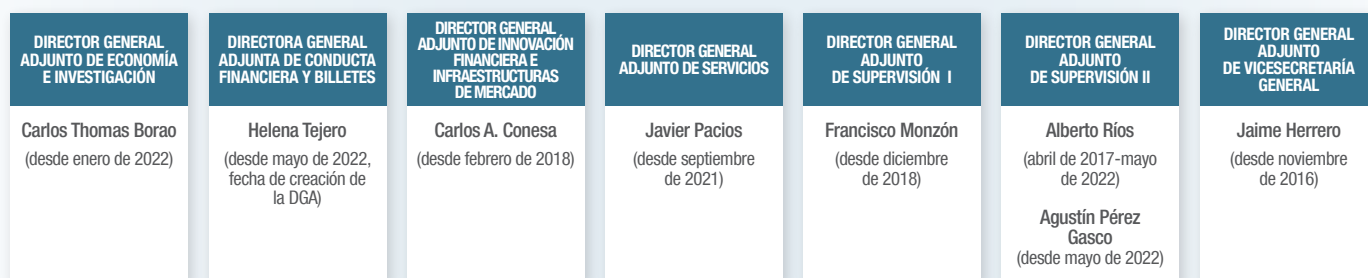 DIRECTOR GENERAL
ADJUNTO DE ECONOMÍA
E INVESTIGACIÓN
Carlos Thomas Borao
(desde enero de 2022)
DIRECTORA GENERAL
ADJUNTA DE CONDUCTA
FINANCIERA Y BILLETES
Helena Tejero
(desde mayo de 2022,
fecha de creación de
la DGA)
DIRECTOR GENERAL
ADJUNTO DE INNOVACIÓN
FINANCIERA E
INFRAESTRUCTURAS
DE MERCADO
Carlos A. Conesa
(desde febrero de 2018)
DIRECTOR GENERAL
ADJUNTO DE SERVICIOS
Javier Pacios
(desde septiembre
de 2021)
DIRECTOR GENERAL
ADJUNTO
DE SUPERVISIÓN I
Francisco Monzón
(desde diciembre
de 2018)
DIRECTOR GENERAL
ADJUNTO
DE SUPERVISIÓN II
Alberto Ríos
(abril de 2017-mayo
de 2022)
Agustín Pérez
Gasco
(desde mayo de 2022)
DIRECTOR GENERAL
ADJUNTO
DE VICESECRETARÍA
GENERAL
Jaime Herrero
(desde noviembre
de 2016)